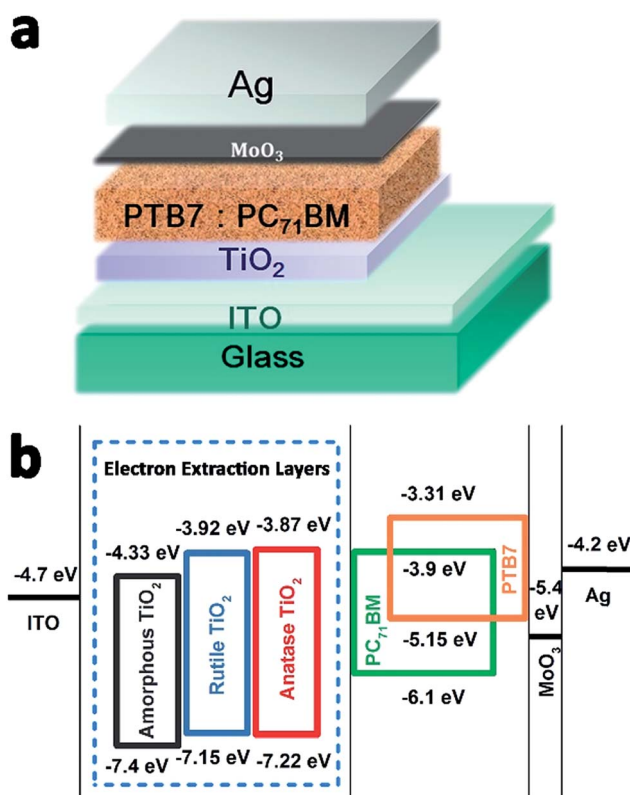 a
Ag
MoO₃
PTB7 : PC₇₁BM
TiO₂
ITO
Glass
b
Electron Extraction Layers
-4.7 eV
ITO
-4.33 eV
Amorphous TiO₂
-7.4 eV
-3.92 eV
Rutile TiO₂
-7.15 eV
-3.87 eV
Anatase TiO₂
-7.22 eV
PC₇₁BM
-3.9 eV
-6.1 eV
-3.31 eV
PTB7
-5.15 eV
-5.4
eV
MoO₃
-4.2 eV
Ag